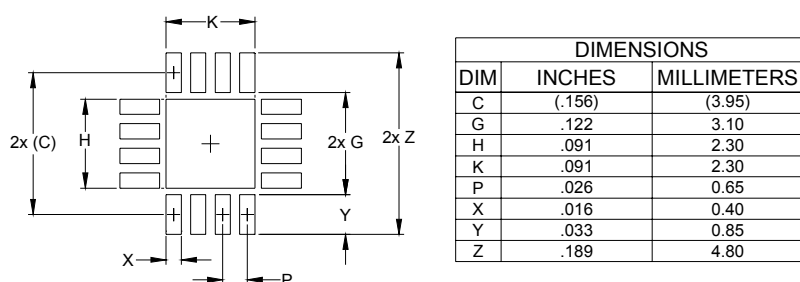 K
2x (C)
H
2x G
2x Z
Y
X
P
DIMENSIONS
DIM INCHES MILLIMETERS
C (.156) (3.95)
G .122 3.10
H .091 2.30
K .091 2.30
P .026 0.65
X .016 0.40
Y .033 0.85
Z .189 4.80